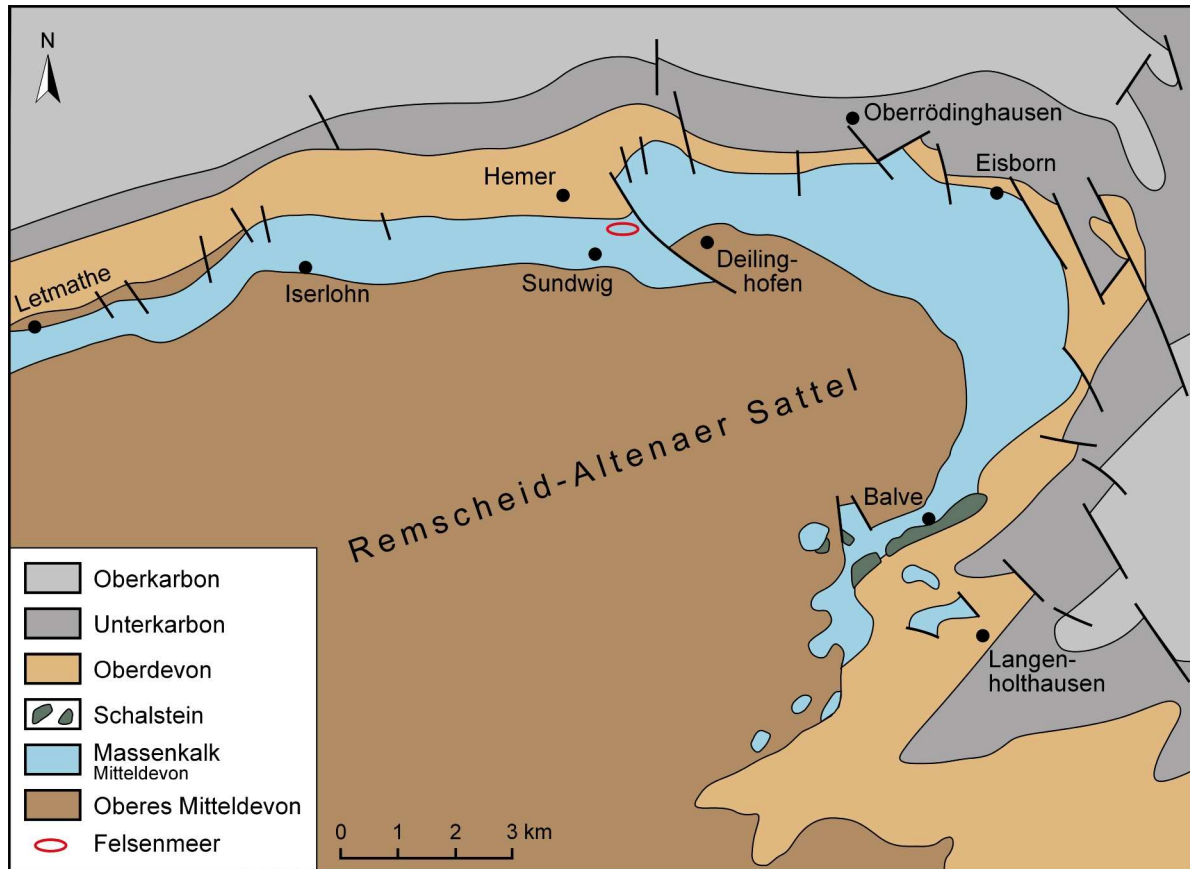 N
Oberrödinghausen
Eisborn
Hemer
Deiling-
hofen
Sundwig
Iserlohn
Letmathe
Remscheid-Altenaer Sattel
Balve
Langen-
holthausen
Oberkarbon
Unterkarbon
Oberdevon
Schalstein
Massenkalk
Mitteldevon
Oberes Mitteldevon
Felsenmeer
0 1 2 3 km